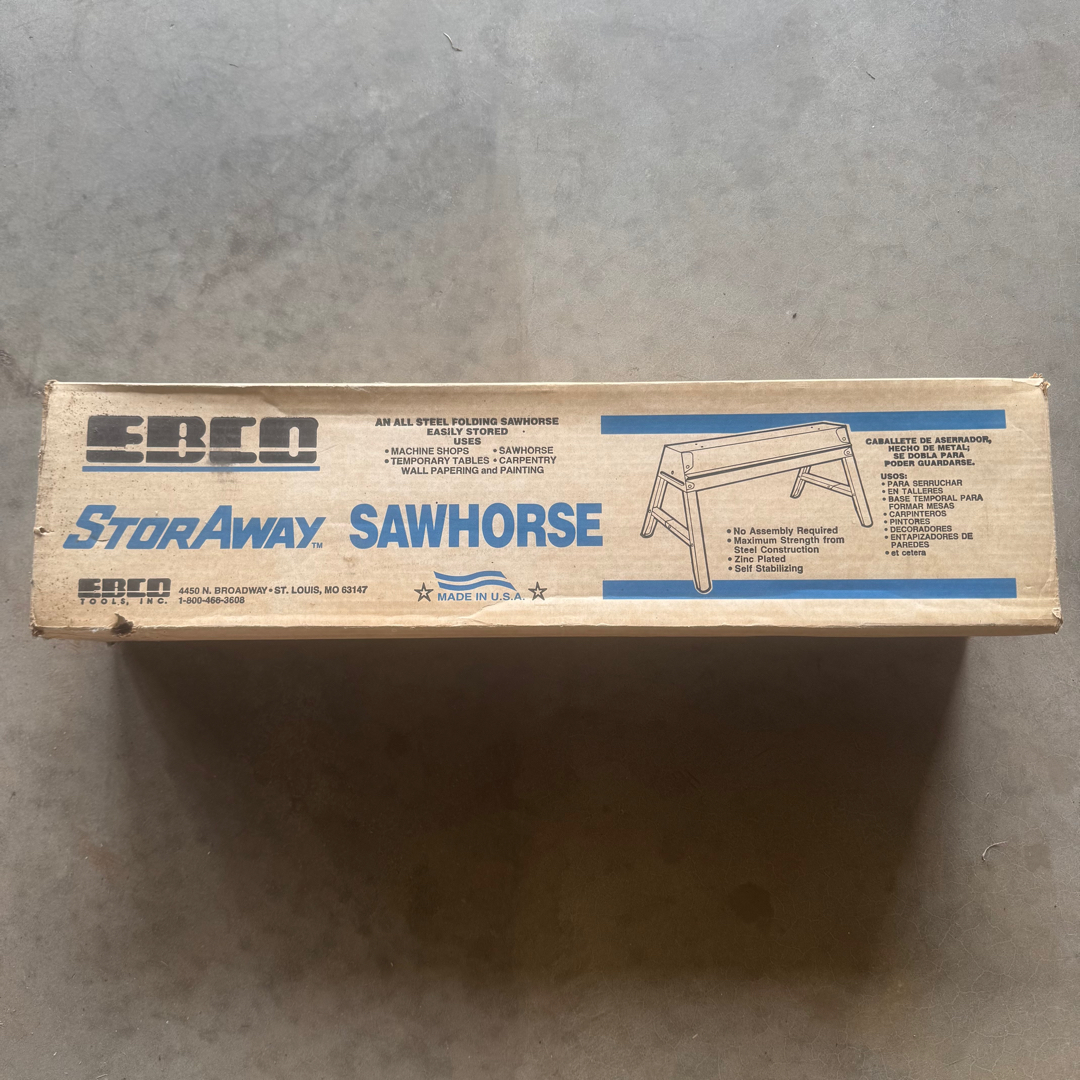 EBCO
STORAWAY™ SAWHORSE
EBCO
TOOLS, INC.
4450 N. BROADWAY • ST. LOUIS, MO 63147
1-800-466-3608
AN ALL STEEL FOLDING SAWHORSE
EASILY STORED
USES
• MACHINE SHOPS • SAWHORSE
• TEMPORARY TABLES • CARPENTRY
WALL PAPERING and PAINTING
MADE IN U.S.A.
• No Assembly Required
• Maximum Strength from
Steel Construction
• Zinc Plated
• Self Stabilizing
CABALLETE DE ASERRADOR,
HECHO DE METAL;
SE DOBLA PARA
PODER GUARDARSE.
USOS:
• PARA SERRUCHAR
• EN TALLERES
• BASE TEMPORAL PARA
FORMAR MESAS
• CARPINTEROS
• PINTORES
• DECORADORES
• ENTAPIZADORES DE
PAREDES
• et cetera